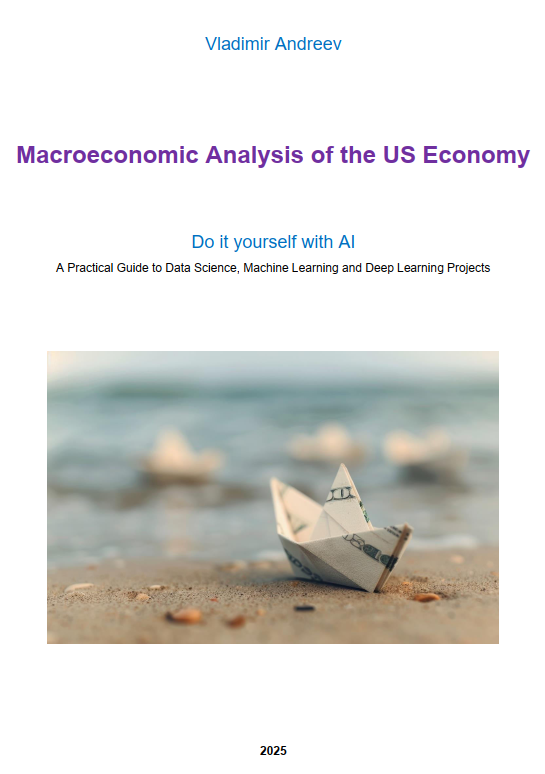 Vladimir Andreev
Macroeconomic Analysis of the US Economy
Do it yourself with AI
A Practical Guide to Data Science, Machine Learning and Deep Learning Projects
2025